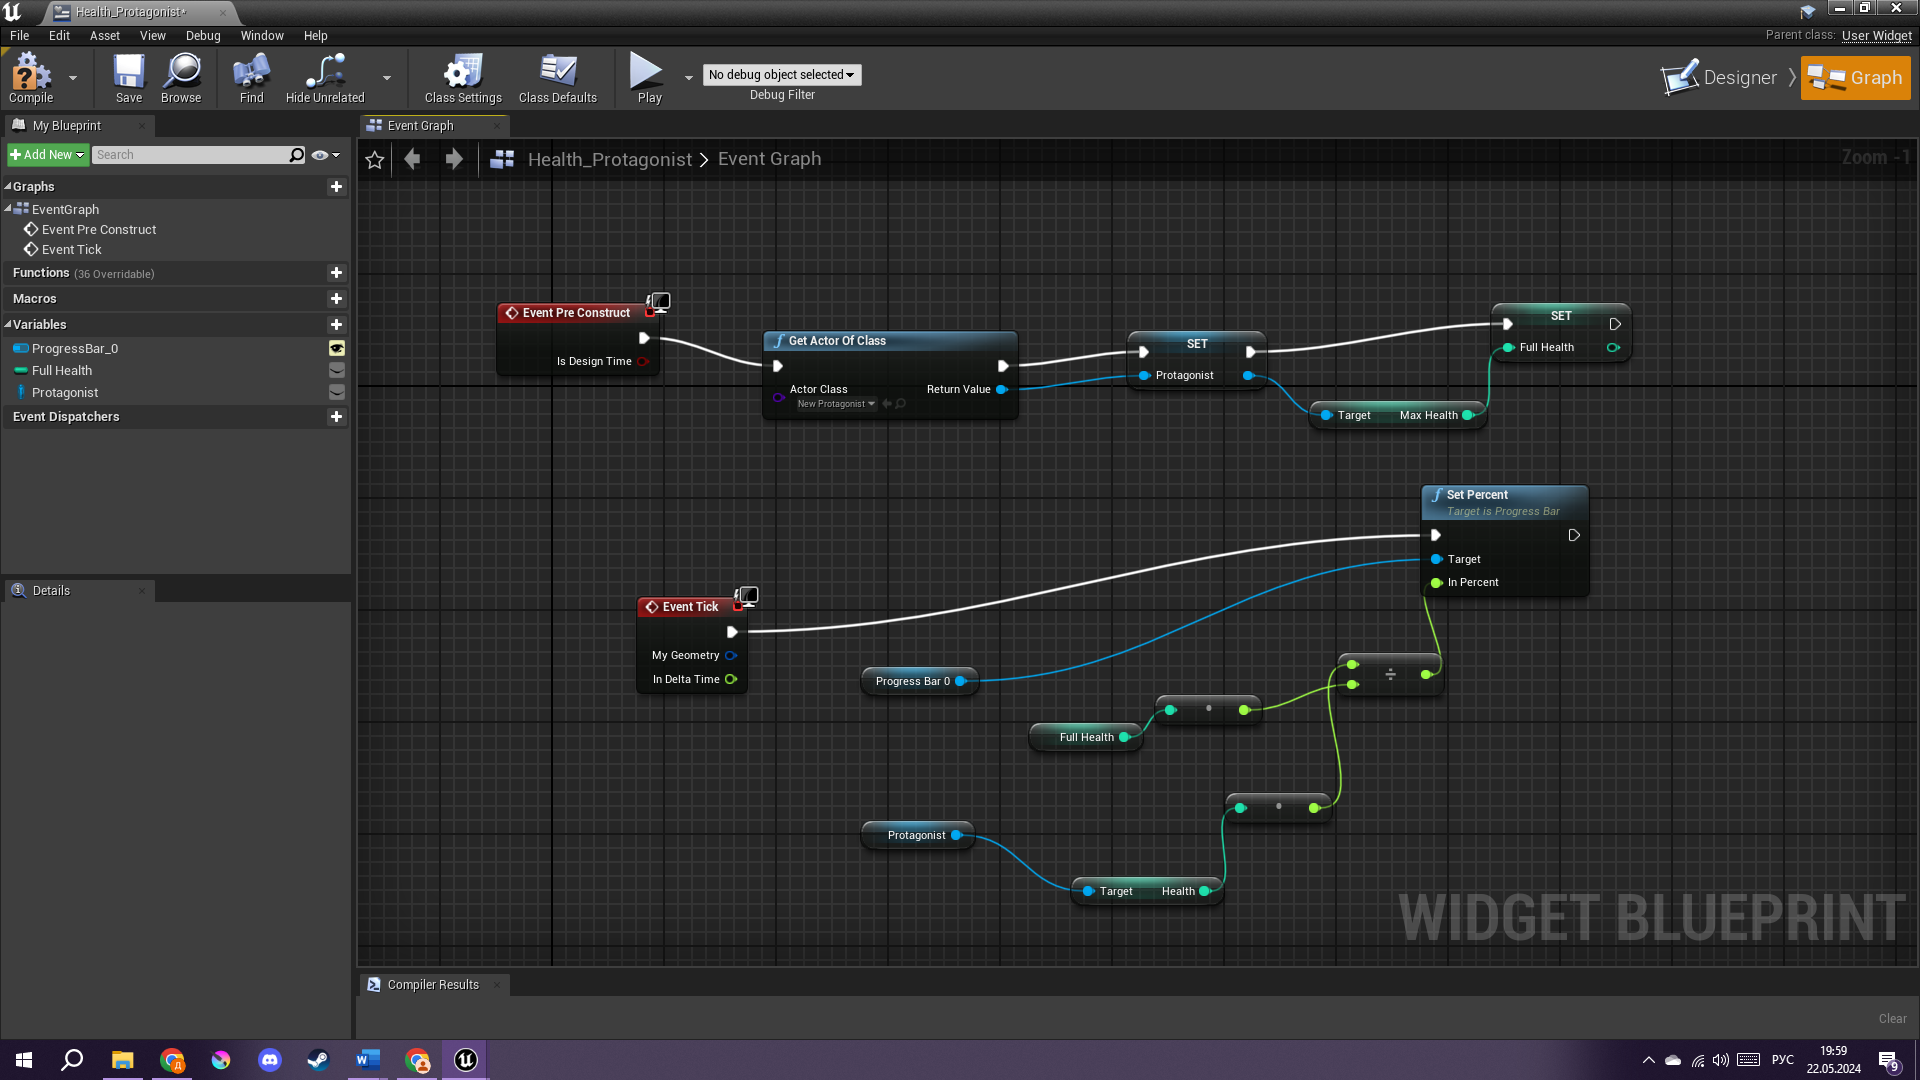 Health_Protagonist*
File Edit Asset View Debug Window Help
Parent class: User Widget
Compile Save Browse Find Hide Unrelated Class Settings Class Defaults Play
No debug object selected
Debug Filter
Designer
Graph
My Blueprint
Add New
Search
Graphs
EventGraph
Event Pre Construct
Event Tick
Functions (36 Overridable)
Macros
Variables
ProgressBar_0
Full Health
Protagonist
Event Dispatchers
Details
Event Graph
Health_Protagonist > Event Graph
Zoom -1
Event Pre Construct
Is Design Time
Get Actor Of Class
Actor Class
New Protagonist
Return Value
SET
Protagonist
SET
Full Health
Target Max Health
Set Percent
Target is Progress Bar
Target
In Percent
Event Tick
My Geometry
In Delta Time
Progress Bar 0
÷
Full Health
Protagonist
Target Health
WIDGET BLUEPRINT
Compiler Results
Clear
РУС
19:59
22.05.2024
9